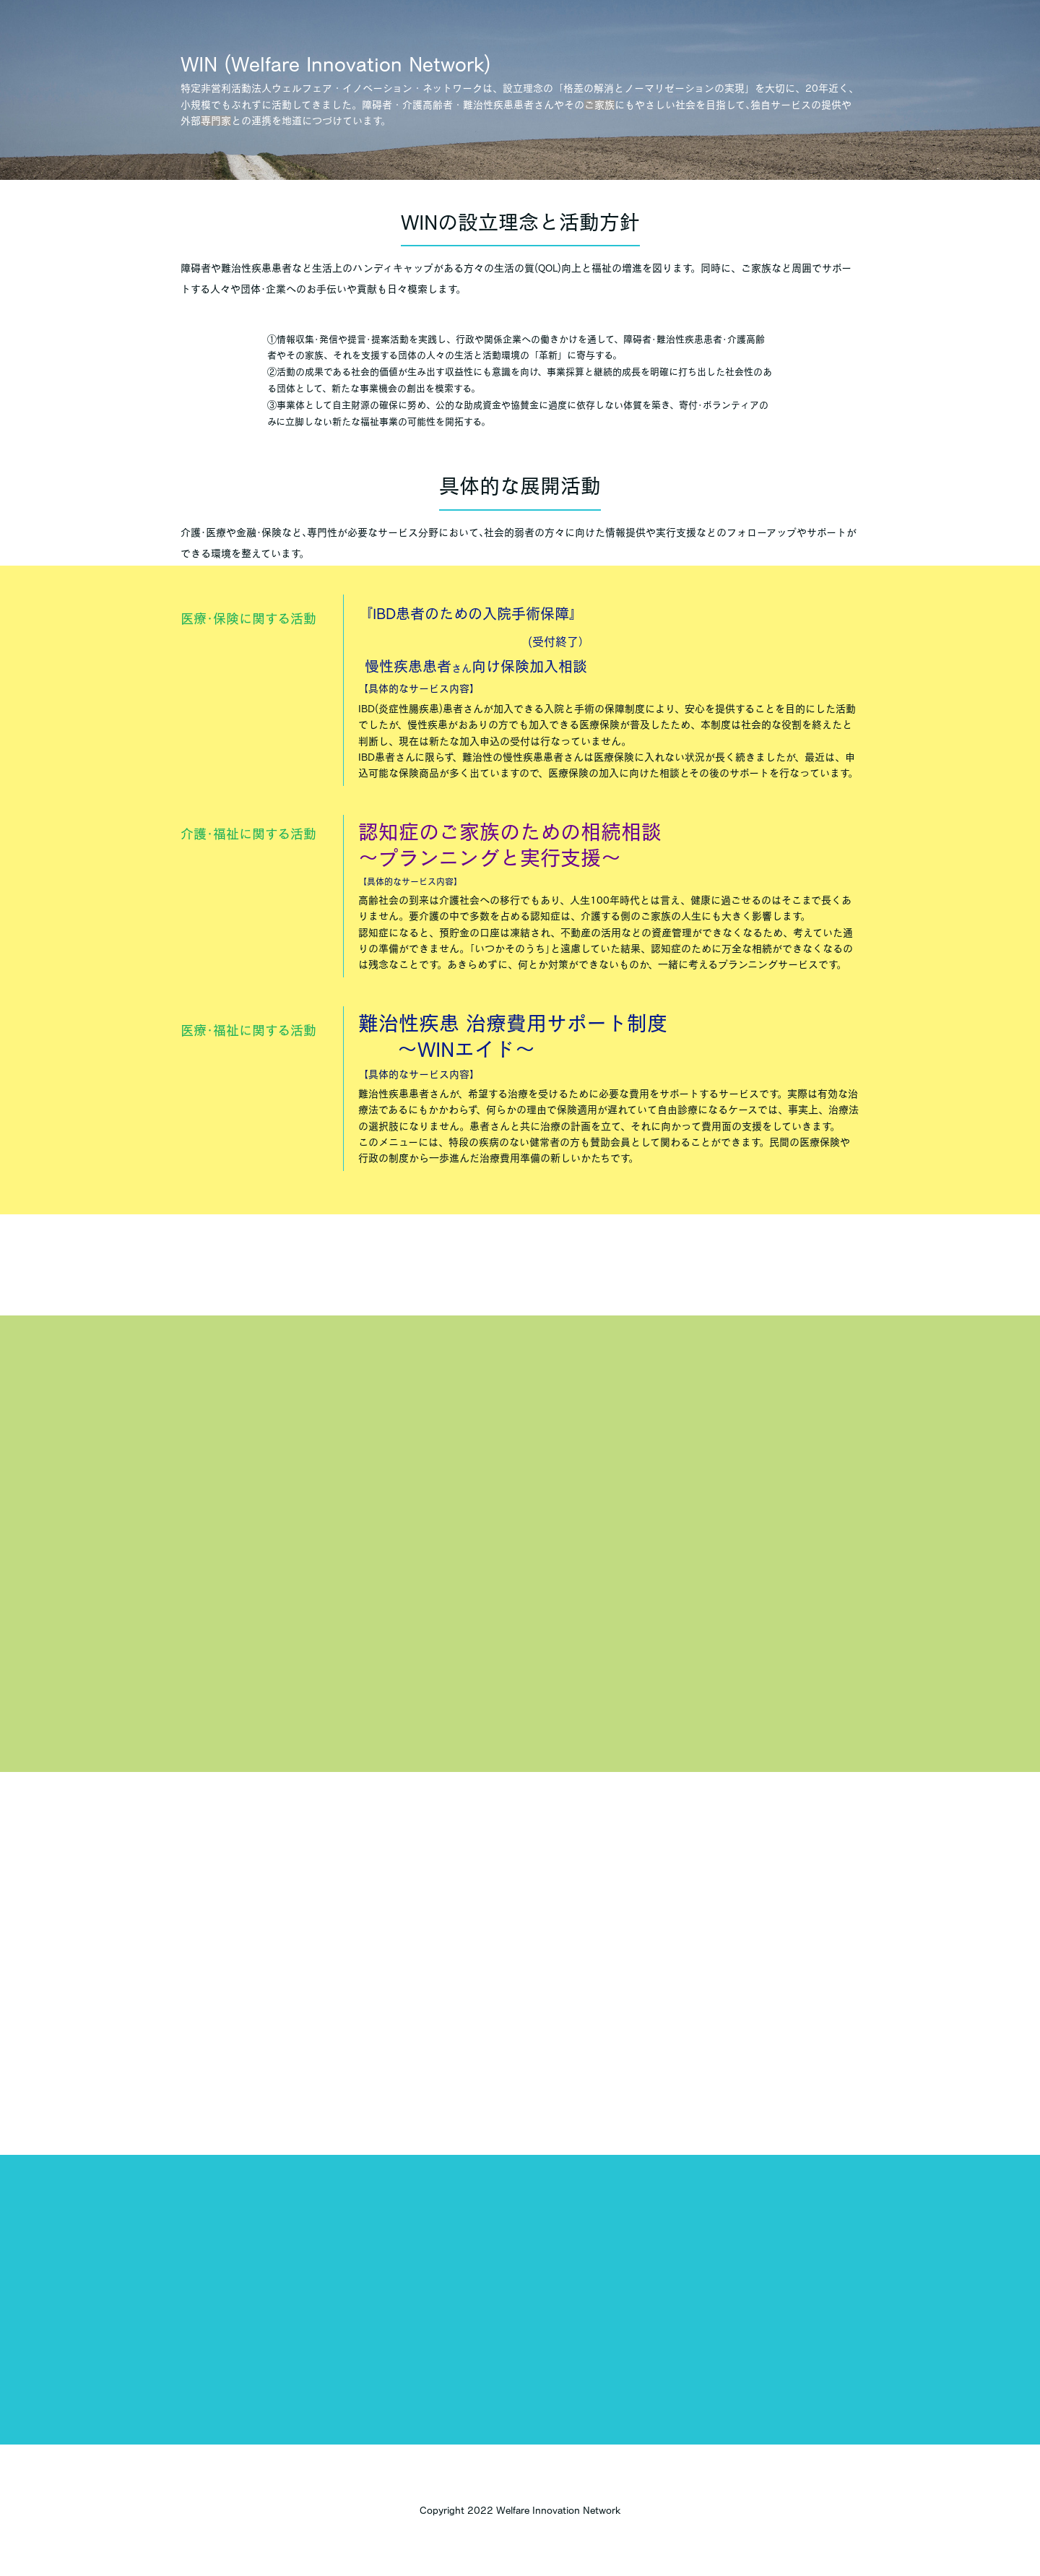 WIN (Welfare Innovation Network)
特定非営利活動法人ウェルフェア・イノベーション・ネットワークは、設立理念の「格差の解消とノーマリゼーションの実現」を大切に、20年近く、
小規模でもぶれずに活動してきました。障碍者・介護高齢者・難治性疾患患者さんやそのご家族にもやさしい社会を目指して､独自サービスの提供や
外部専門家との連携を地道につづけています。
WINの設立理念と活動方針
障碍者や難治性疾患患者など生活上のハンディキャップがある方々の生活の質(QOL)向上と福祉の増進を図ります。同時に、ご家族など周囲でサポー
トする人々や団体･企業へのお手伝いや貢献も日々模索します。
①情報収集･発信や提言･提案活動を実践し、行政や関係企業への働きかけを通して、障碍者･難治性疾患患者･介護高齢
者やその家族、それを支援する団体の人々の生活と活動環境の「革新」に寄与する。
②活動の成果である社会的価値が生み出す収益性にも意識を向け、事業採算と継続的成長を明確に打ち出した社会性のあ
る団体として、新たな事業機会の創出を模索する。
③事業体として自主財源の確保に努め、公的な助成資金や協賛金に過度に依存しない体質を築き、寄付･ボランティアの
みに立脚しない新たな福祉事業の可能性を開拓する。
具体的な展開活動
介護･医療や金融･保険など､専門性が必要なサービス分野において､社会的弱者の方々に向けた情報提供や実行支援などのフォローアップやサポートが
できる環境を整えています。
医療･保険に関する活動
『IBD患者のための入院手術保障』
(受付終了)
慢性疾患患者さん向け保険加入相談
【具体的なサービス内容】
IBD(炎症性腸疾患)患者さんが加入できる入院と手術の保障制度により、安心を提供することを目的にした活動
でしたが、慢性疾患がおありの方でも加入できる医療保険が普及したため、本制度は社会的な役割を終えたと
判断し、現在は新たな加入申込の受付は行なっていません。
IBD患者さんに限らず、難治性の慢性疾患患者さんは医療保険に入れない状況が長く続きましたが、最近は、申
込可能な保険商品が多く出ていますので、医療保険の加入に向けた相談とその後のサポートを行なっています。
介護･福祉に関する活動
認知症のご家族のための相続相談
～プランニングと実行支援～
【具体的なサービス内容】
高齢社会の到来は介護社会への移行でもあり、人生100年時代とは言え、健康に過ごせるのはそこまで長くあ
りません。要介護の中で多数を占める認知症は、介護する側のご家族の人生にも大きく影響します。
認知症になると、預貯金の口座は凍結され、不動産の活用などの資産管理ができなくなるため、考えていた通
りの準備ができません。｢いつかそのうち｣と遠慮していた結果、認知症のために万全な相続ができなくなるの
は残念なことです。あきらめずに、何とか対策ができないものか、一緒に考えるプランニングサービスです。
医療･福祉に関する活動
難治性疾患 治療費用サポート制度
～WINエイド～
【具体的なサービス内容】
難治性疾患患者さんが、希望する治療を受けるために必要な費用をサポートするサービスです。実際は有効な治
療法であるにもかかわらず、何らかの理由で保険適用が遅れていて自由診療になるケースでは、事実上、治療法
の選択肢になりません。患者さんと共に治療の計画を立て、それに向かって費用面の支援をしていきます。
このメニューには、特段の疾病のない健常者の方も賛助会員として関わることができます。民間の医療保険や
行政の制度から一歩進んだ治療費用準備の新しいかたちです。
Copyright 2022 Welfare Innovation Network